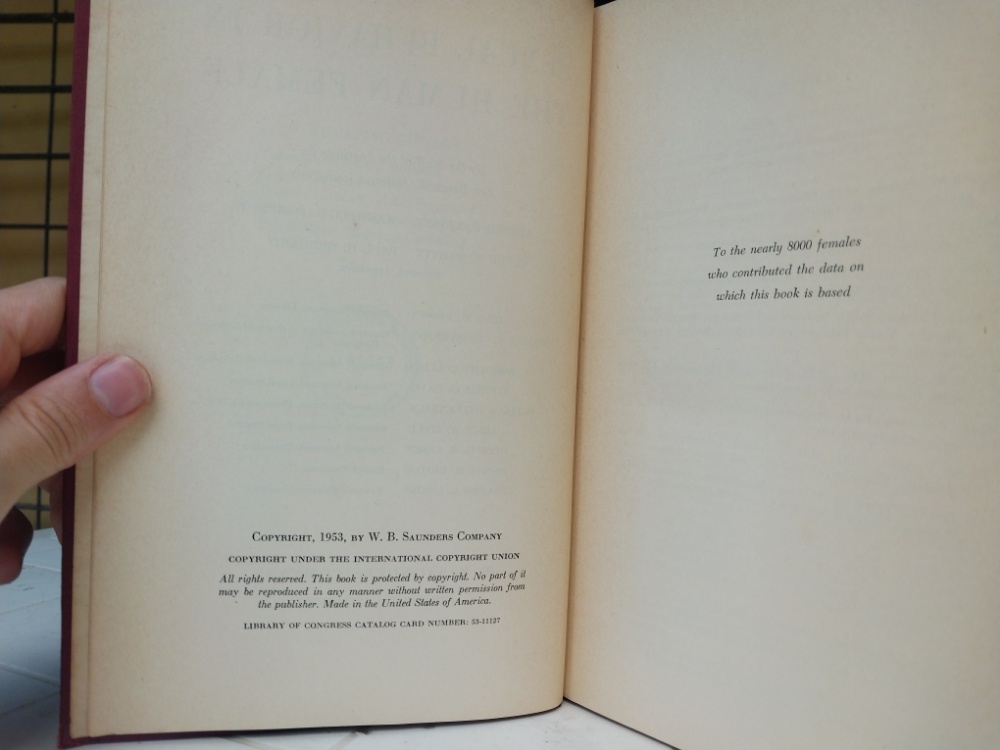 COPYRIGHT, 1953, BY W. B. SAUNDERS COMPANY
COPYRIGHT UNDER THE INTERNATIONAL COPYRIGHT UNION
All rights reserved. This book is protected by copyright. No part of it
may be reproduced in any manner without written permission from
the publisher. Made in the United States of America.
LIBRARY OF CONGRESS CATALOG CARD NUMBER: 53-11127
To the nearly 8000 females
who contributed the data on
which this book is based